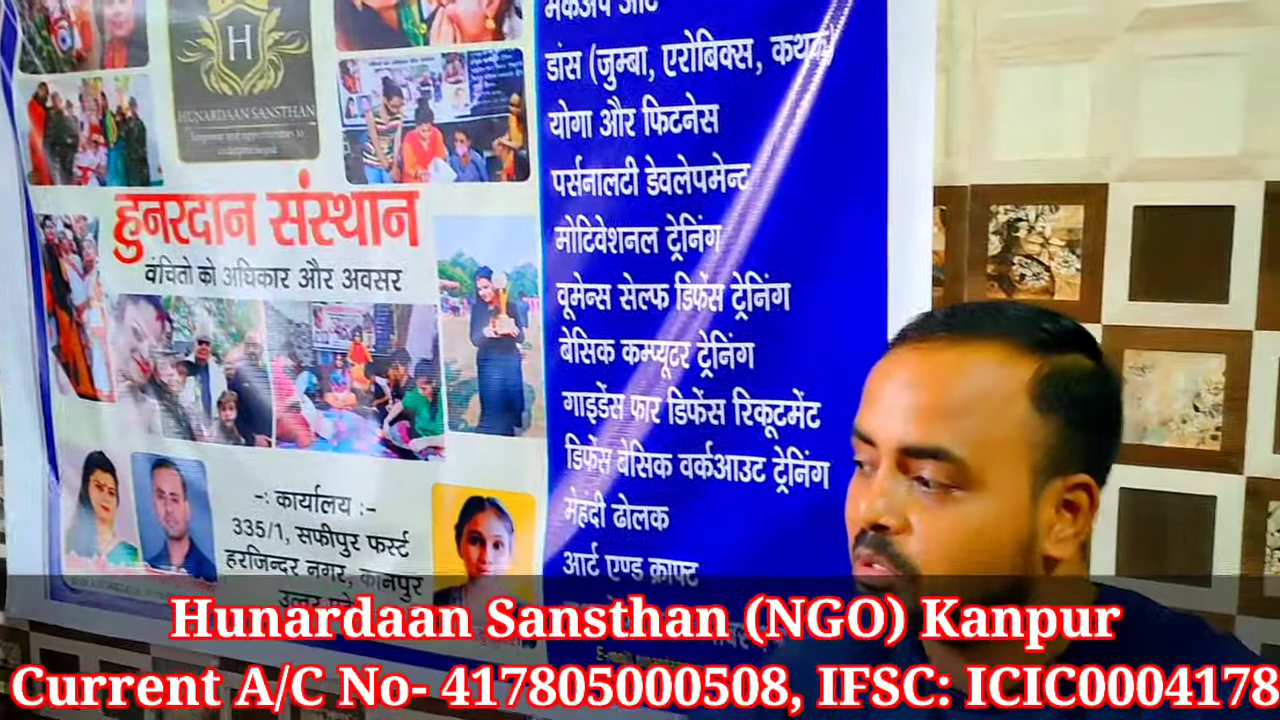 H
HUNARDAAN SANSTHAN
हुनरदान संस्थान
वंचितो को अधिकार और अवसर
-: कार्यालय :-
335/1, सफीपुर फर्स्ट
हरजिन्दर नगर, कानपुर
मेकअप आर्ट
डांस (जुम्बा, एरोबिक्स, कथक)
योगा और फिटनेस
पर्सनालटी डेवलेपमेन्ट
मोटिवेशनल ट्रेनिंग
वूमेन्स सेल्फ डिफेंस ट्रेनिंग
बेसिक कम्प्यूटर ट्रेनिंग
गाइडेंस फार डिफेंस रिकूटमेंट
डिफेंस बेसिक वर्कआउट ट्रेनिंग
मेहंदी ढोलक
आर्ट एण्ड क्राफ्ट
Hunardaan Sansthan (NGO) Kanpur
Current A/C No- 417805000508, IFSC: ICIC0004178